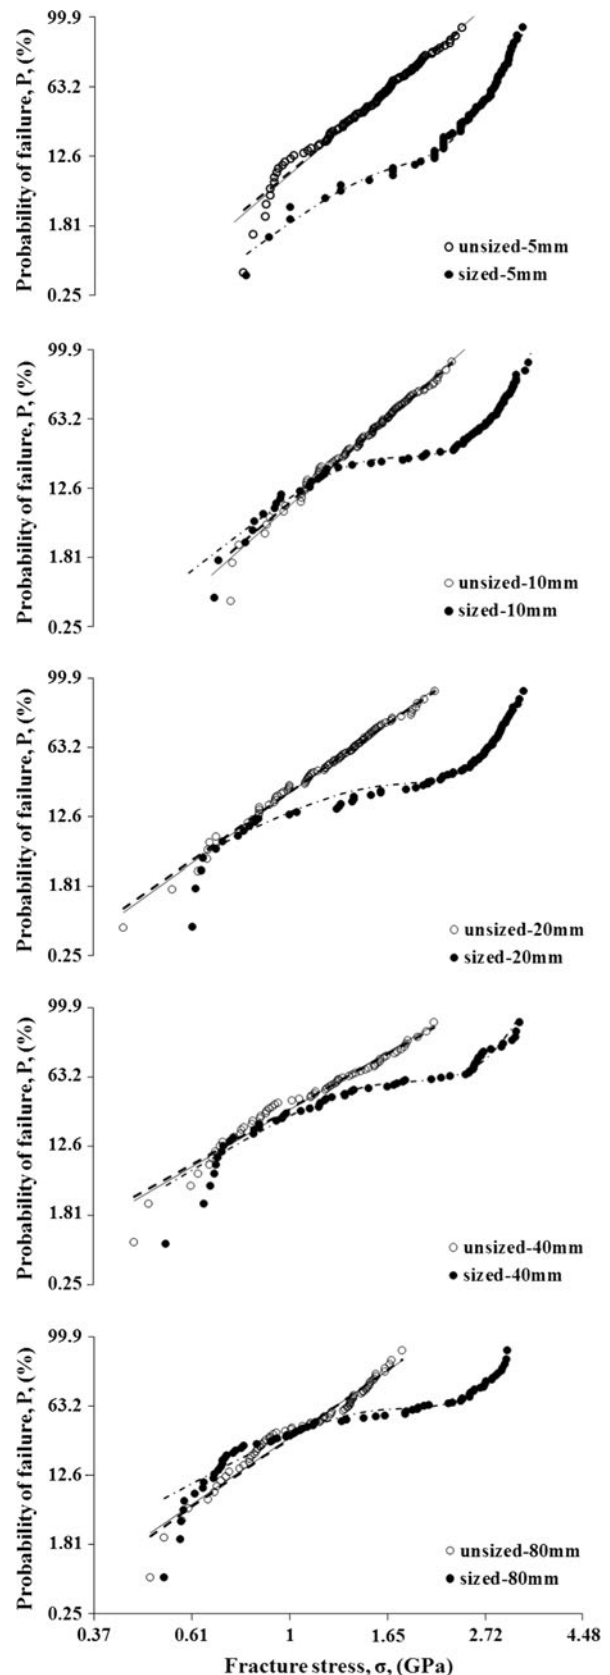 Probability of failure, P, (%)
99.9
63.2
12.6
1.81
0.25
unsized-5mm
sized-5mm
Probability of failure, P, (%)
99.9
63.2
12.6
1.81
0.25
unsized-10mm
sized-10mm
Probability of failure, P, (%)
99.9
63.2
12.6
1.81
0.25
unsized-20mm
sized-20mm
Probability of failure, P, (%)
99.9
63.2
12.6
1.81
0.25
unsized-40mm
sized-40mm
Probability of failure, P, (%)
99.9
63.2
12.6
1.81
0.25
unsized-80mm
sized-80mm
0.37 0.61 1 1.65 2.72 4.48
Fracture stress, σ, (GPa)